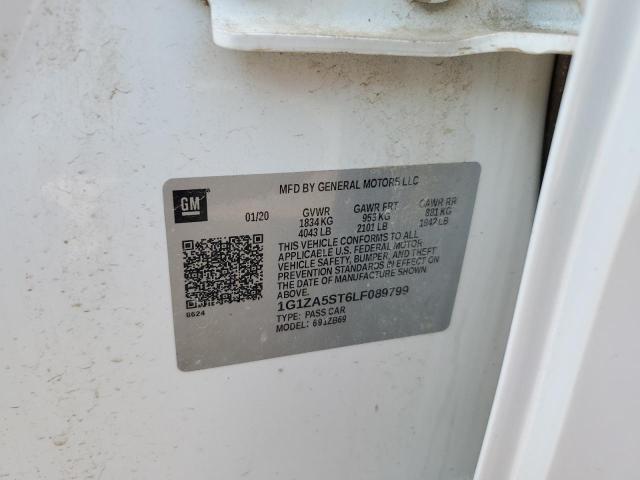 MFD BY GENERAL MOTORS LLC
GM
01/20 GVWR GAWR FRT GAWR RR
1834 KG 953 KG 881 KG
4043 LB 2101 LB 1942 LB
THIS VEHICLE CONFORMS TO ALL
APPLICABLE U.S. FEDERAL MOTOR
VEHICLE SAFETY, BUMPER, AND THEFT
PREVENTION STANDARDS IN EFFECT ON
THE DATE OF MANUFACTURE SHOWN
ABOVE.
1G1ZA5ST6LF089799
TYPE: PASS CAR
MODEL: 691ZB69
8624